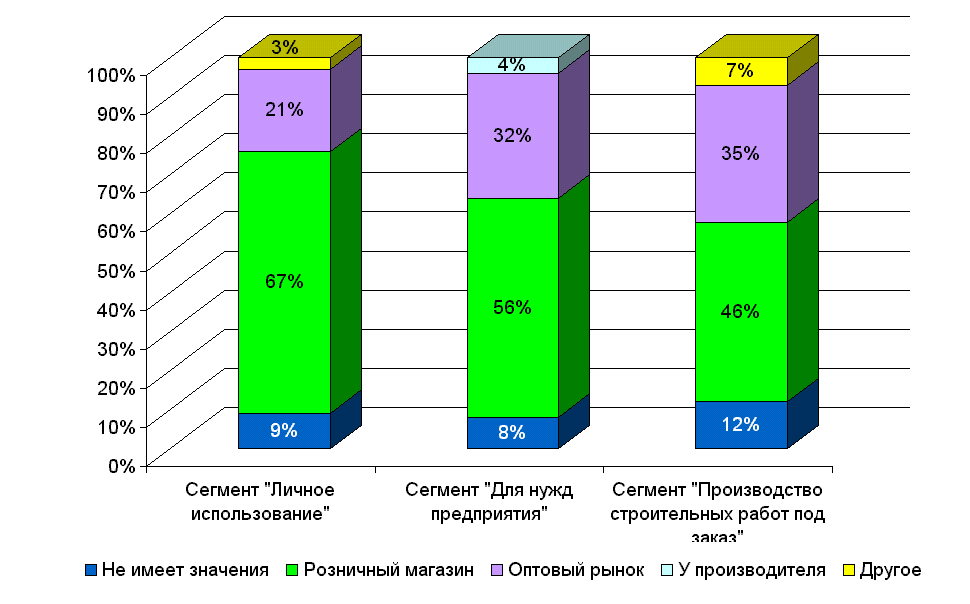 3%
4%
7%
100%
90%
21%
80%
32%
35%
70%
60%
50%
67%
56%
46%
40%
30%
20%
10%
9%
8%
12%
0%
Сегмент "Личное
использование"
Сегмент "Для нужд
предприятия"
Сегмент "Производство
строительных работ под
заказ"
Не имеет значения
Розничный магазин
Оптовый рынок
У производителя
Другое